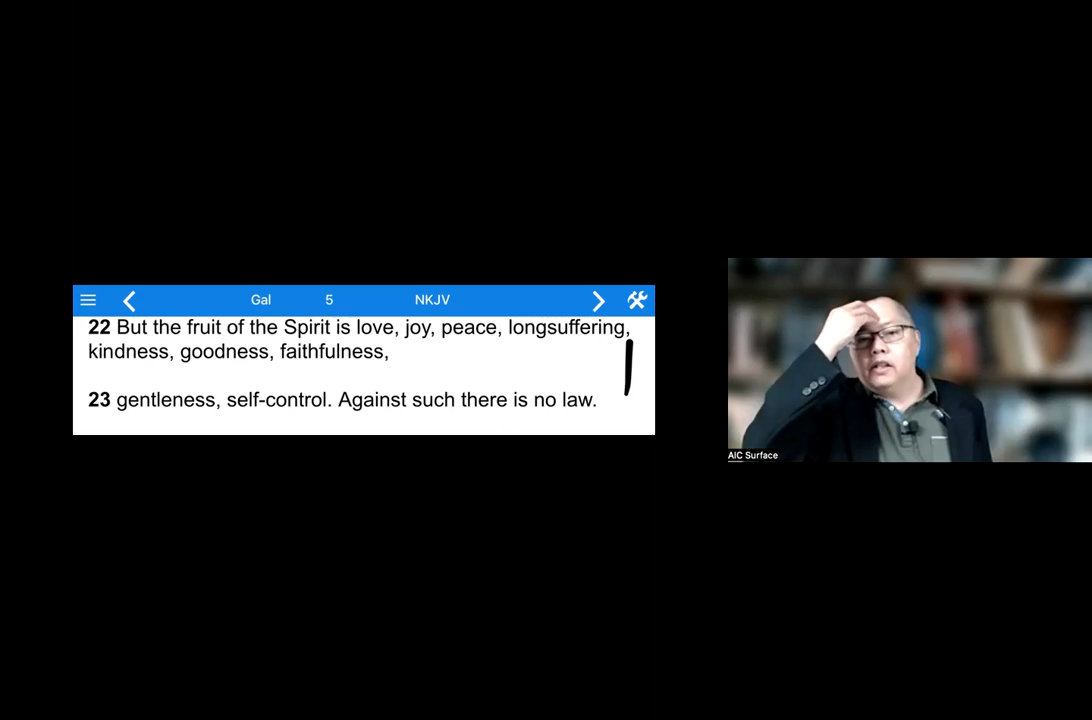 Gal 5 NKJV
22 But the fruit of the Spirit is love, joy, peace, longsuffering,
kindness, goodness, faithfulness,
23 gentleness, self-control. Against such there is no law.
AIC Surface